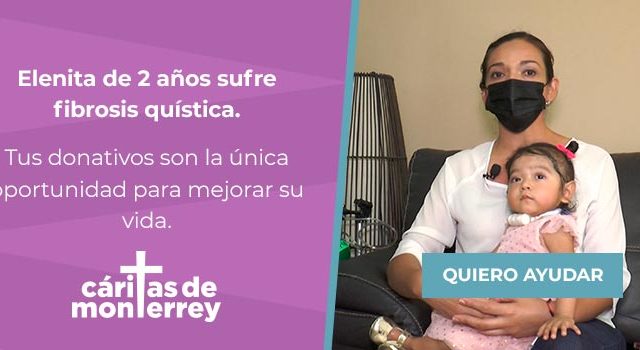 Elenita de 2 años sufre
fibrosis quística.
Tus donativos son la única
oportunidad para mejorar su
vida.
cáritas de
monterrey
QUIERO AYUDAR